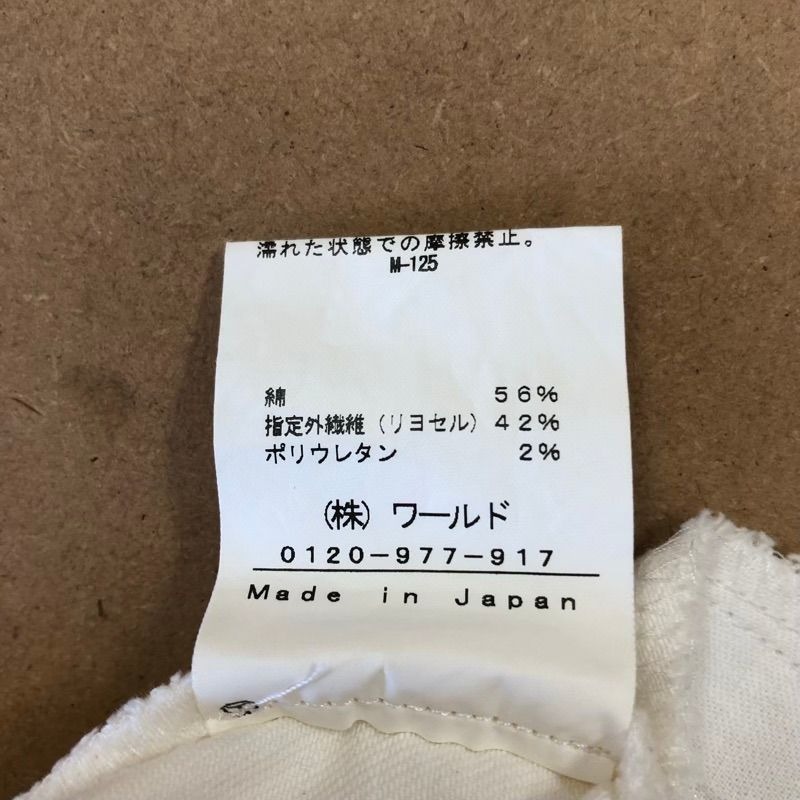 濡れた状態での摩擦禁止。
M-125
綿 56%
指定外繊維(リヨセル)42%
ポリウレタン 2%
(株)ワールド
0120-977-917
Made in Japan